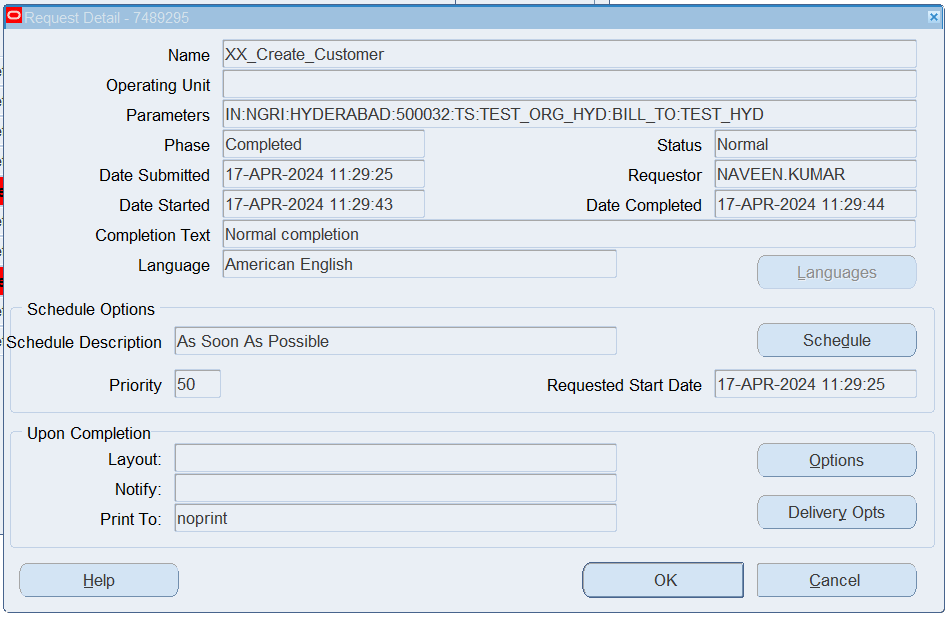 Request Detail - 7489295
Name XX_Create_Customer
Operating Unit
Parameters IN:NGRI:HYDERABAD:500032:TS:TEST_ORG_HYD:BILL_TO:TEST_HYD
Phase Completed Status Normal
Date Submitted 17-APR-2024 11:29:25 Requestor NAVEEN.KUMAR
Date Started 17-APR-2024 11:29:43 Date Completed 17-APR-2024 11:29:44
Completion Text Normal completion
Language American English
Languages
Schedule Options
Schedule Description As Soon As Possible Schedule
Priority 50 Requested Start Date 17-APR-2024 11:29:25
Upon Completion
Layout: Options
Notify:
Print To: noprint Delivery Opts
Help OK Cancel